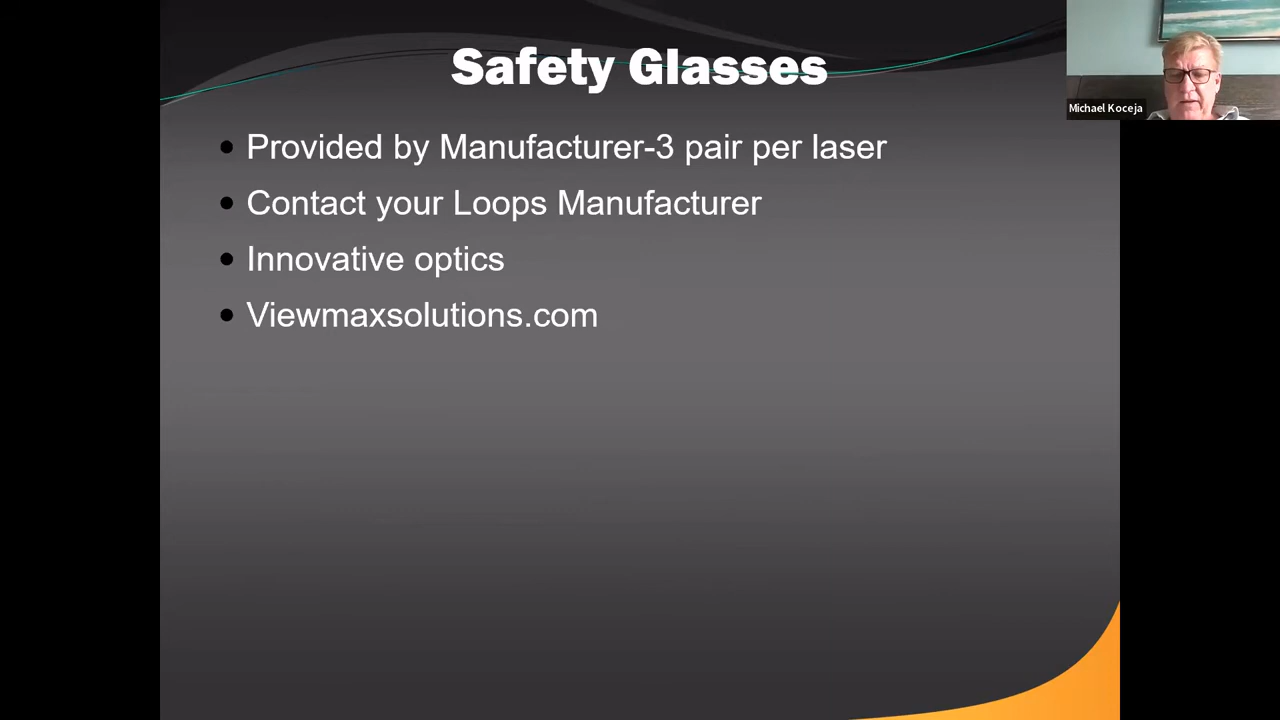 Safety Glasses
Michael Koceja
• Provided by Manufacturer-3 pair per laser
• Contact your Loops Manufacturer
• Innovative optics
• Viewmaxsolutions.com